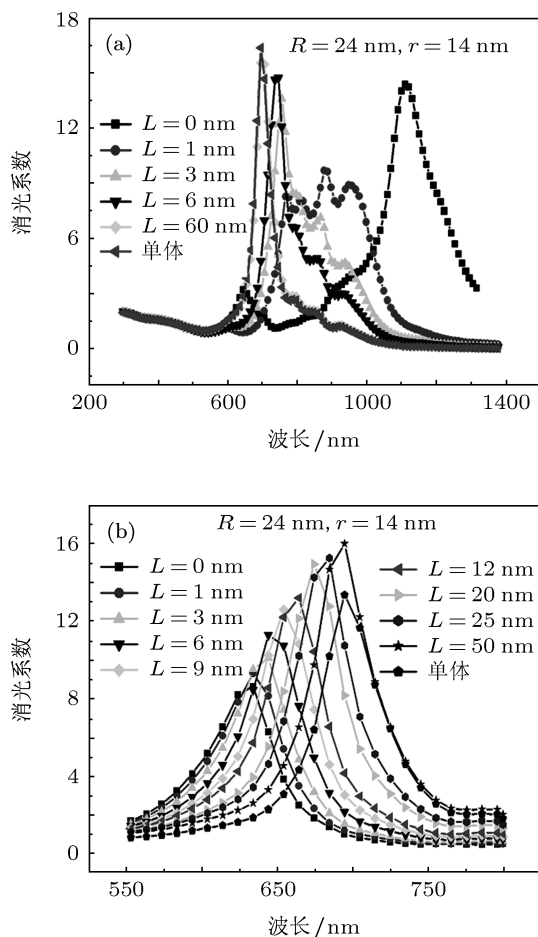 (a)
R = 24 nm, r = 14 nm
18
12
6
0
消光系数
L = 0 nm
L = 1 nm
L = 3 nm
L = 6 nm
L = 60 nm
单体
200
600
1000
1400
波长/nm
(b)
R = 24 nm, r = 14 nm
16
12
8
4
0
消光系数
L = 0 nm
L = 1 nm
L = 3 nm
L = 6 nm
L = 9 nm
L = 12 nm
L = 20 nm
L = 25 nm
L = 50 nm
单体
550
650
750
波长/nm